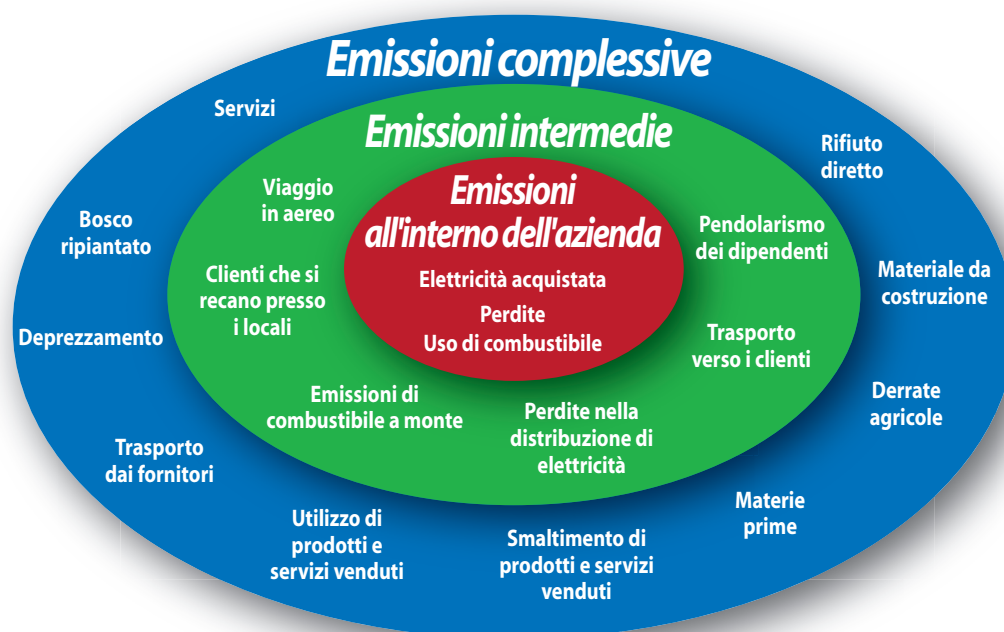 Emissioni complessive
Servizi
Rifiuto
diretto
Bosco
ripiantato
Materiale da
costruzione
Deprezzamento
Derrate
agricole
Trasporto
dai fornitori
Materie
prime
Utilizzo di
prodotti e
servizi venduti
Smaltimento di
prodotti e servizi
venduti
Emissioni intermedie
Viaggio
in aereo
Pendolarismo
dei dipendenti
Clienti che si
recano presso
i locali
Trasporto
verso i clienti
Emissioni di
combustibile a monte
Perdite nella
distribuzione di
elettricità
Emissioni
all'interno dell'azienda
Elettricità acquistata
Perdite
Uso di combustibile